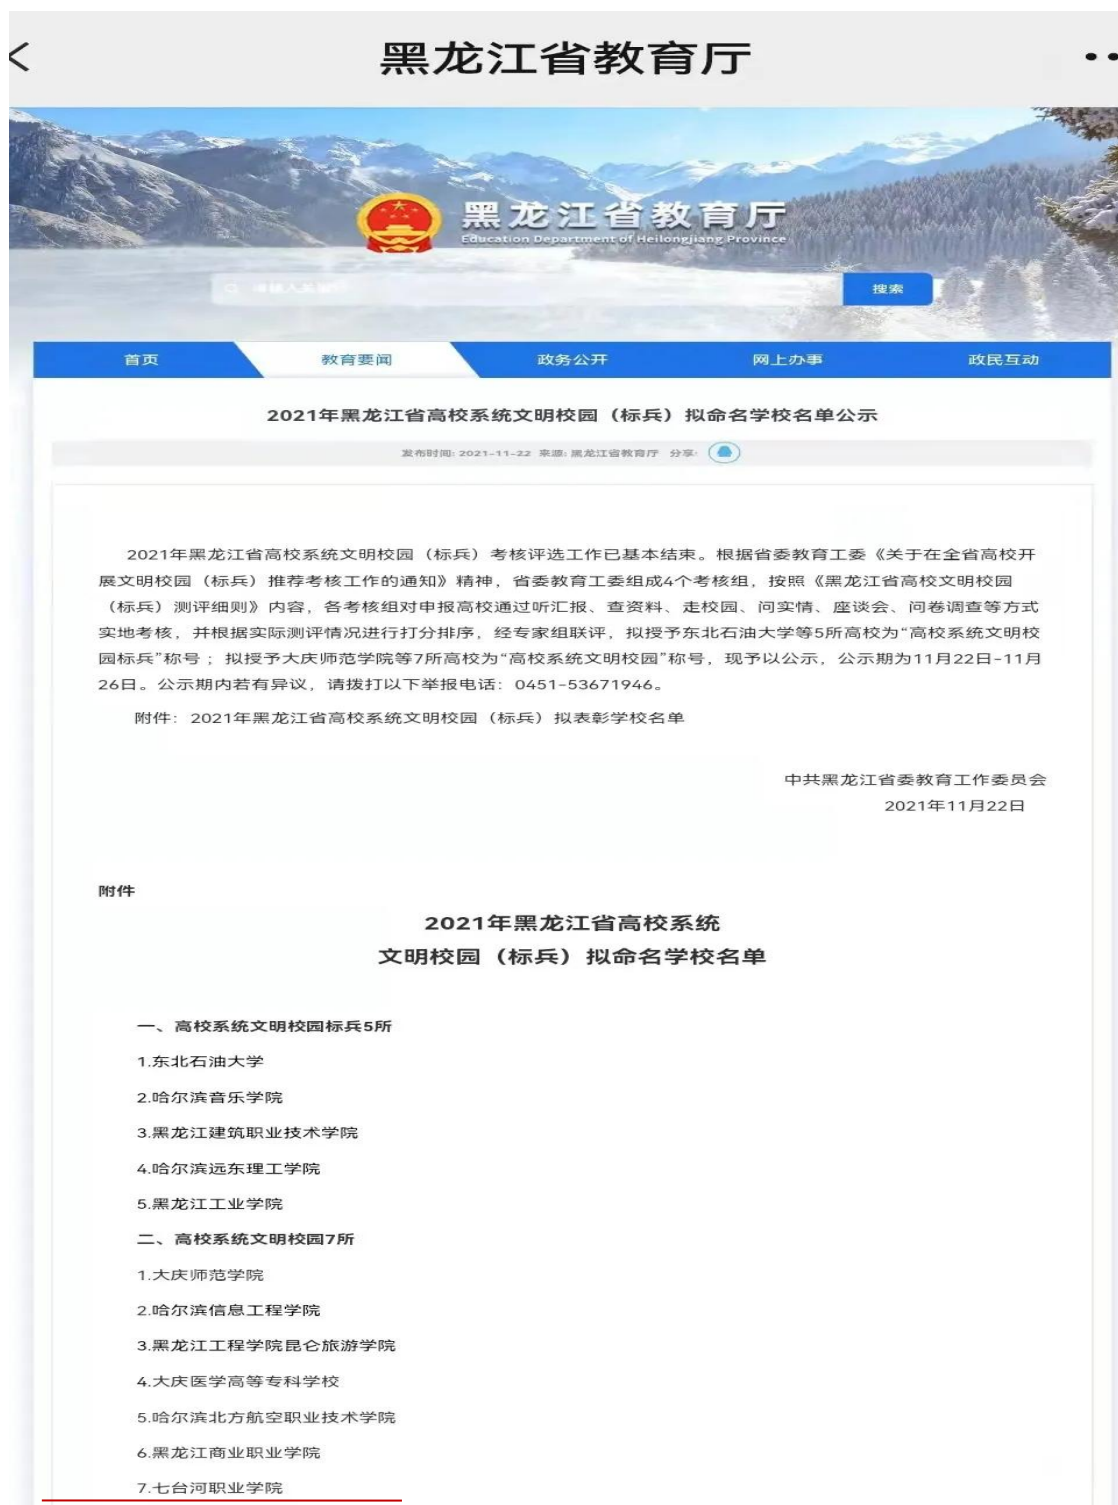 黑龙江省教育厅
黑龙江省教育厅
Education Department of Heilongjiang Province
搜索
首页 教育要闻 政务公开 网上办事 政民互动
2021年黑龙江省高校系统文明校园（标兵）拟命名学校名单公示
发布时间: 2021-11-22 来源: 黑龙江省教育厅 分享:
2021年黑龙江省高校系统文明校园（标兵）考核评选工作已基本结束。根据省委教育工委《关于在全省高校开
展文明校园（标兵）推荐考核工作的通知》精神，省委教育工委组成4个考核组，按照《黑龙江省高校文明校园
（标兵）测评细则》内容，各考核组对申报高校通过听汇报、查资料、走校园、问实情、座谈会、问卷调查等方式
实地考核，并根据实际测评情况进行打分排序，经专家组联评，拟授予东北石油大学等5所高校为“高校系统文明校
园标兵”称号；拟授予大庆师范学院等7所高校为“高校系统文明校园”称号，现予以公示，公示期为11月22日-11月
26日。公示期内若有异议，请拨打以下举报电话：0451-53671946。
附件：2021年黑龙江省高校系统文明校园（标兵）拟表彰学校名单
中共黑龙江省委教育工作委员会
2021年11月22日
附件
2021年黑龙江省高校系统
文明校园（标兵）拟命名学校名单
一、高校系统文明校园标兵5所
1.东北石油大学
2.哈尔滨音乐学院
3.黑龙江建筑职业技术学院
4.哈尔滨远东理工学院
5.黑龙江工业学院
二、高校系统文明校园7所
1.大庆师范学院
2.哈尔滨信息工程学院
3.黑龙江工程学院昆仑旅游学院
4.大庆医学高等专科学校
5.哈尔滨北方航空职业技术学院
6.黑龙江商业职业学院
7.七台河职业学院